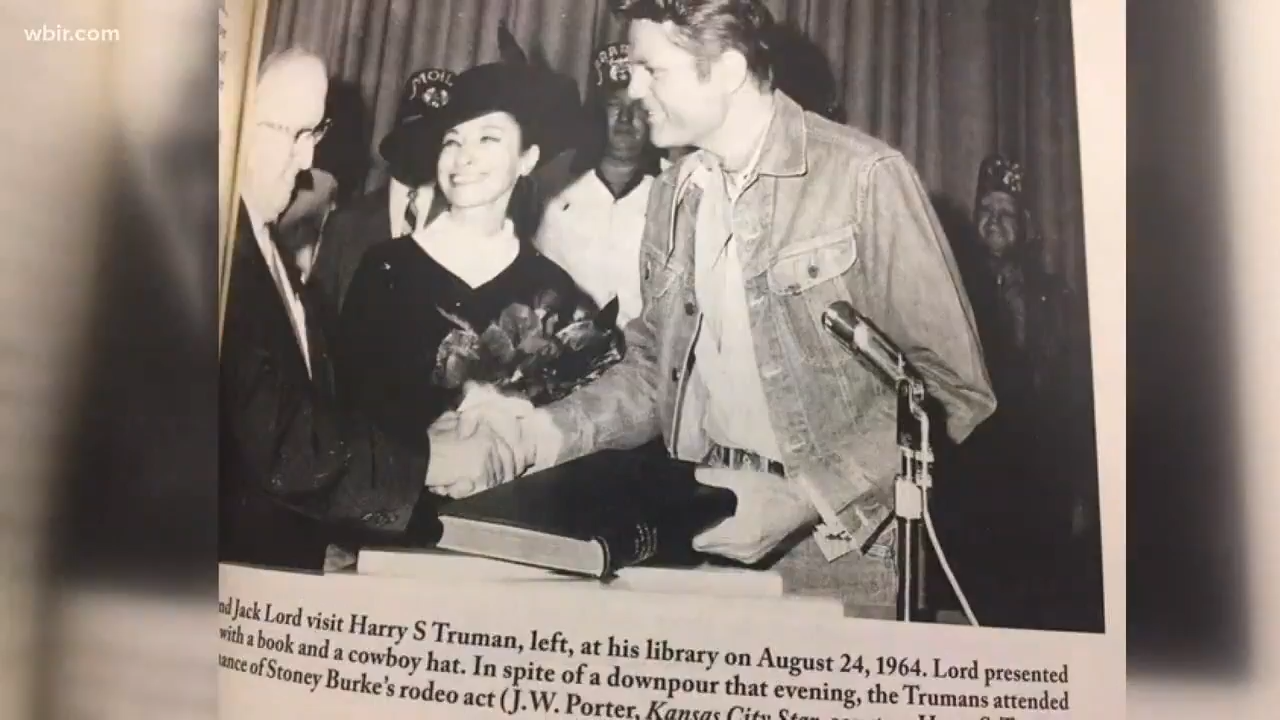 wbir.com
MOIL
nd Jack Lord visit Harry S Truman, left, at his library on August 24, 1964. Lord presented
with a book and a cowboy hat. In spite of a downpour that evening, the Trumans attended
ance of Stoney Burke's rodeo act (J.W. Porter, Kansas City Star,